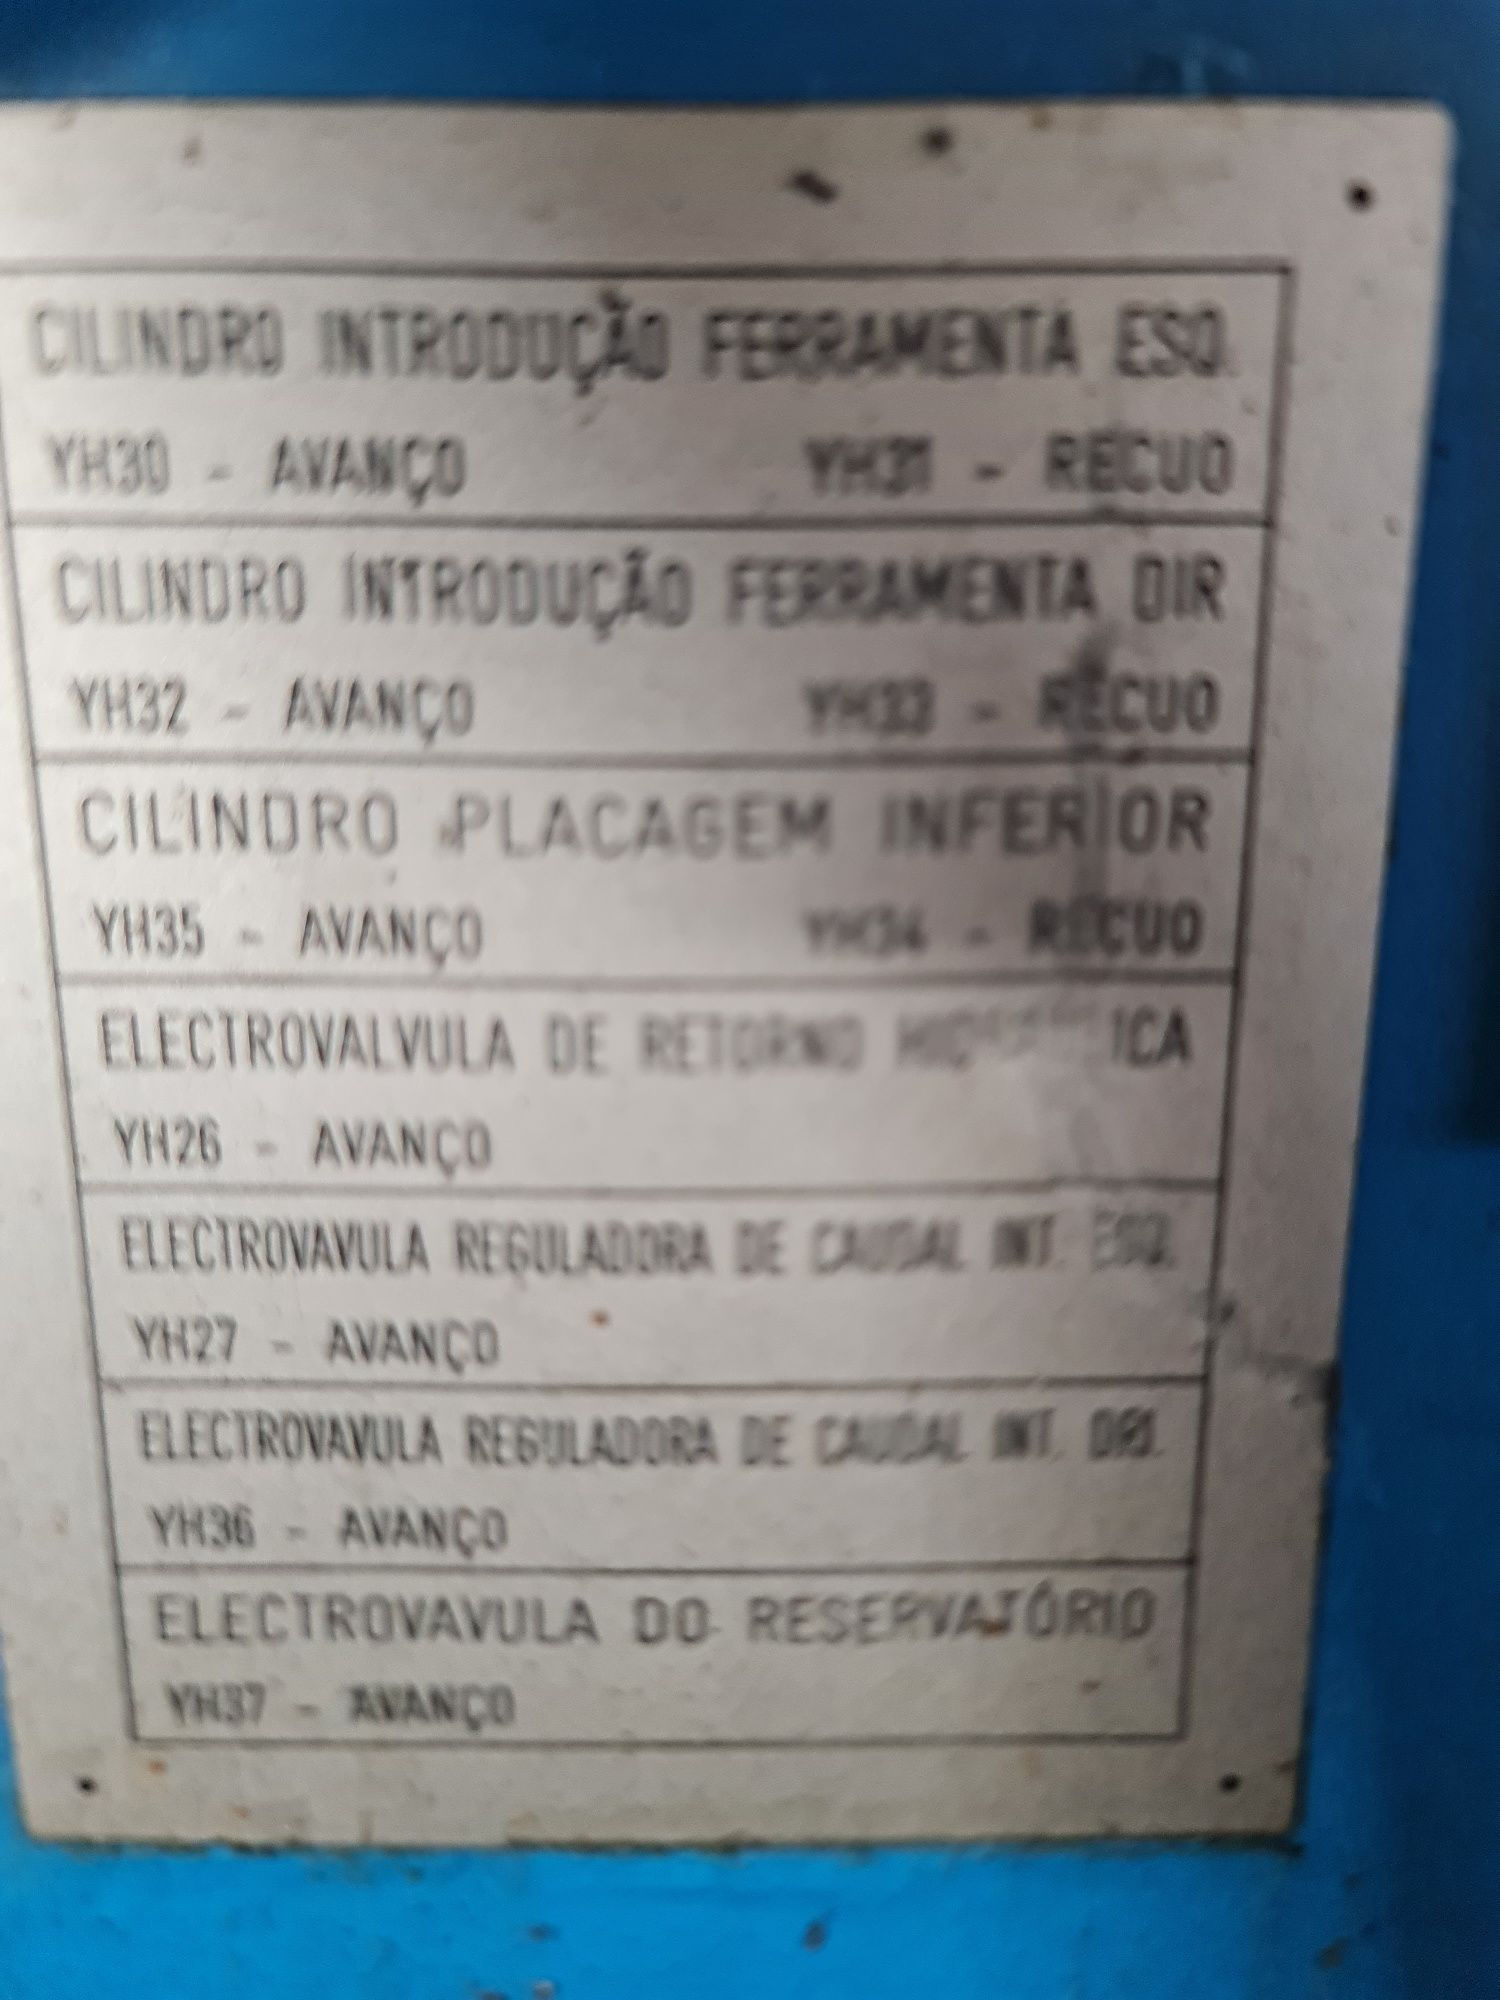 CILINDRO INTRODUÇÃO FERRAMENTA ESQ.
YH30 - AVANÇO YH31 - RECUO
CILINDRO INTRODUÇÃO FERRAMENTA DIR
YH32 - AVANÇO YH33 - RECUO
CILINDRO PLACAGEM INFERIOR
YH35 - AVANÇO YH34 - RECUO
ELECTROVALVULA DE RETORNO
YH26 - AVANÇO
ELECTROVAVULA REGULADORA DE CAUDAL INT. ESQ.
YH27 - AVANÇO
ELECTROVAVULA REGULADORA DE CAUDAL INT. DRI.
YH36 - AVANÇO
ELECTROVAVULA DO RESERVATÓRIO
YH37 - AVANÇO